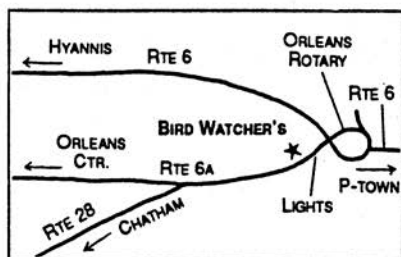 HYANNIS
RTE 6
ORLEANS
ROTARY
RTE 6
BIRD WATCHER'S
ORLEANS
CTR.
RTE 6A
P-TOWN
LIGHTS
RTE 28
CHATHAM